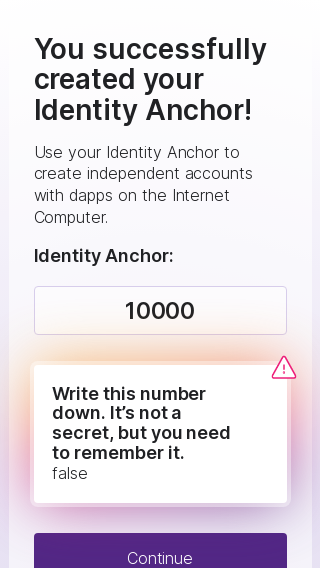 You successfully
created your
Identity Anchor!
Use your Identity Anchor to
create independent accounts
with dapps on the Internet
Computer.
Identity Anchor:
10000
Write this number
down. It’s not a
secret, but you need
to remember it.
false
Continue